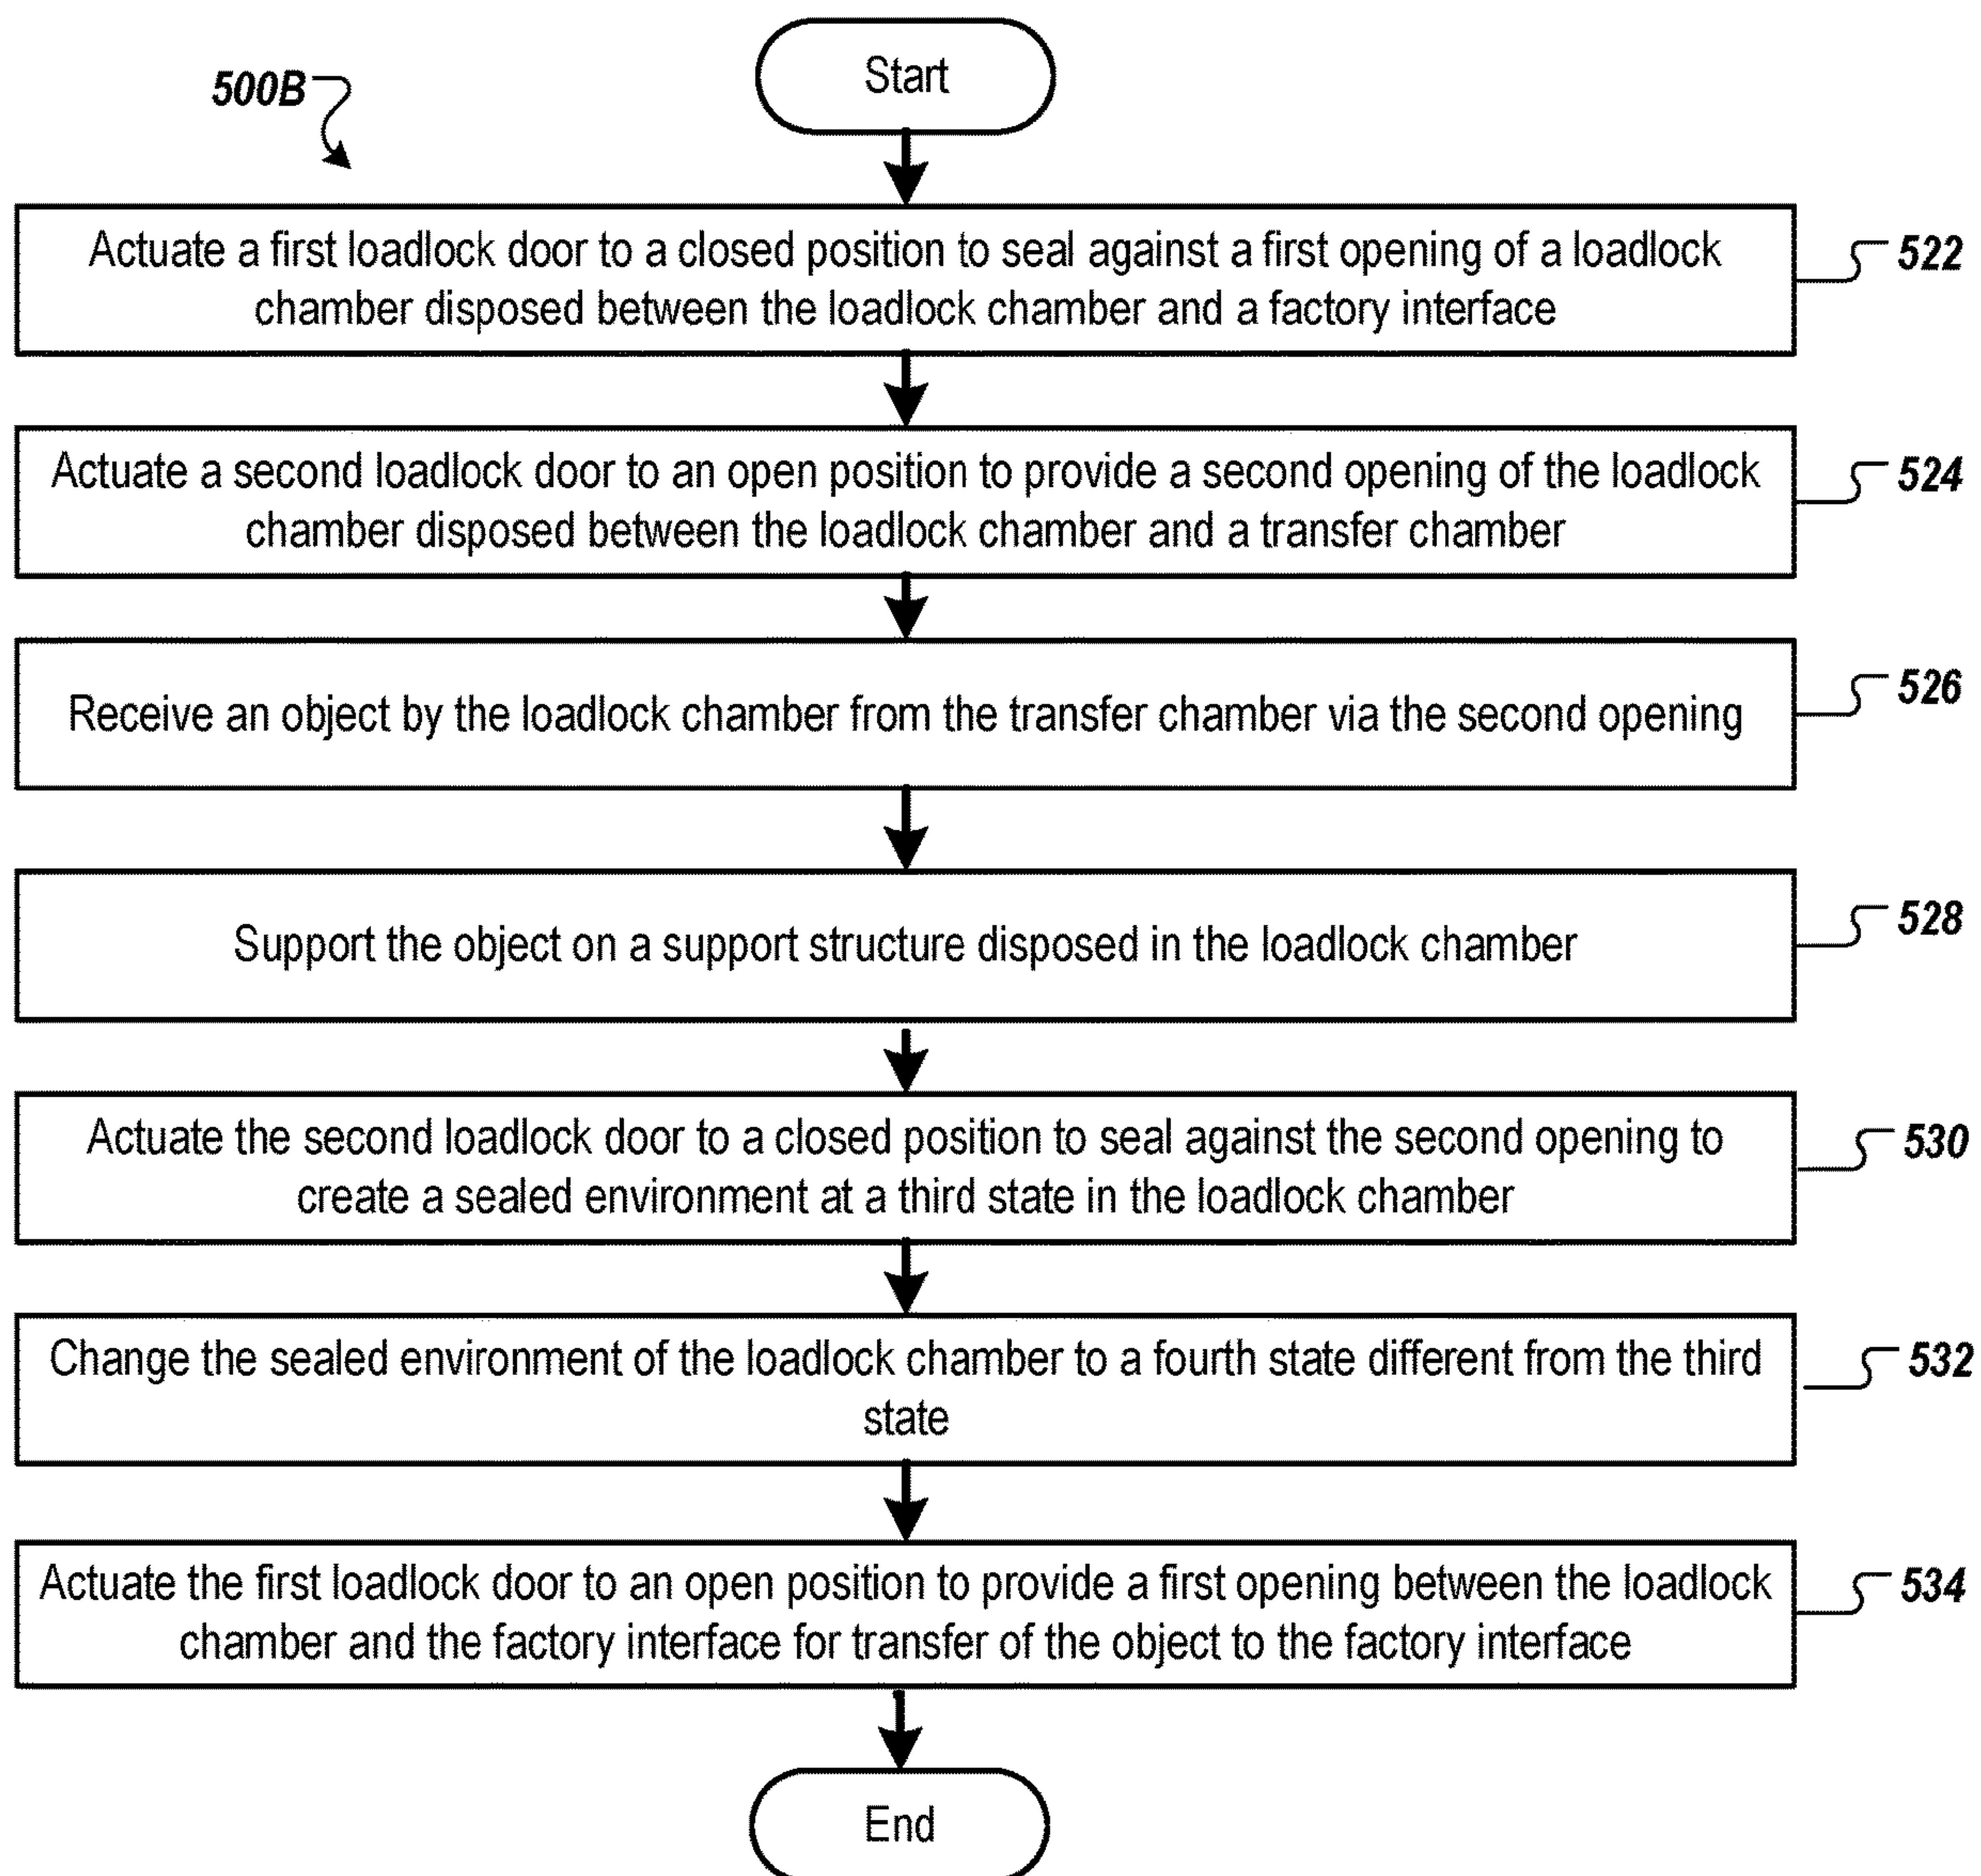 Start
500B
Actuate a first loadlock door to a closed position to seal against a first opening of a loadlock
chamber disposed between the loadlock chamber and a factory interface
522
Actuate a second loadlock door to an open position to provide a second opening of the loadlock
chamber disposed between the loadlock chamber and a transfer chamber
524
Receive an object by the loadlock chamber from the transfer chamber via the second opening
526
Support the object on a support structure disposed in the loadlock chamber
528
Actuate the second loadlock door to a closed position to seal against the second opening to
create a sealed environment at a third state in the loadlock chamber
530
Change the sealed environment of the loadlock chamber to a fourth state different from the third
state
532
Actuate the first loadlock door to an open position to provide a first opening between the loadlock
chamber and the factory interface for transfer of the object to the factory interface
534
End